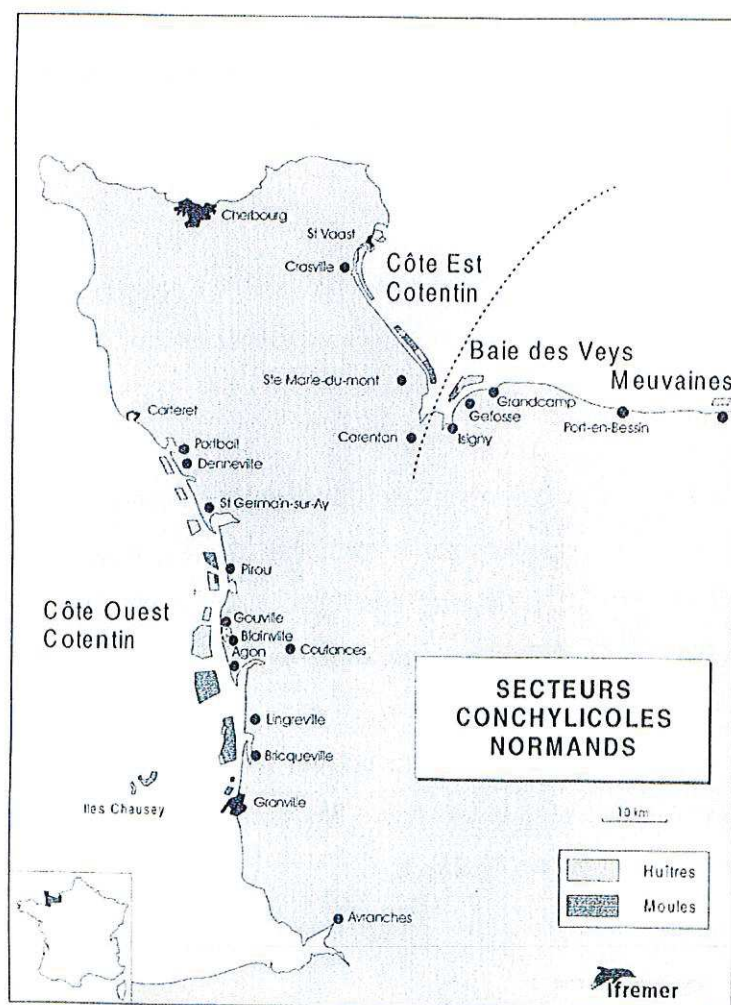 Cherbourg
St Vaast
Crasville
Côte Est
Cotentin
Baie des Veys
Meuvaines
Ste Marie-du-mont
Grandcamp
Gefosse
Carteret
Carentan
Isigny
Port-en-Bessin
Portbail
Denneville
St Germain-sur-Ay
Pirou
Côte Ouest
Cotentin
Gouville
Blainville
Agon
Coutances
SECTEURS
CONCHYLICOLES
NORMANDS
Lingreville
Bricqueville
Iles Chausey
Granville
10 km
Huîtres
Moules
Avranches
Ifremer